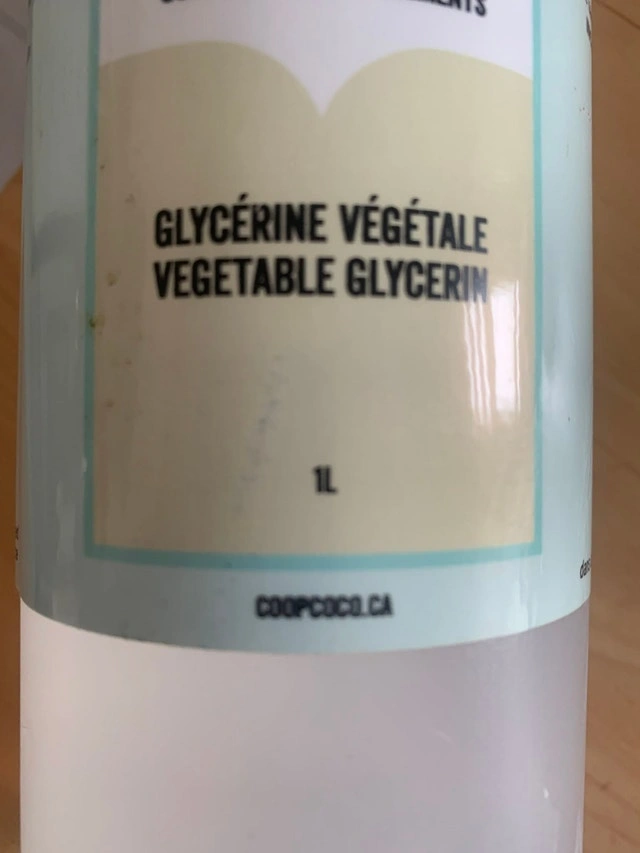 GLYCÉRINE VÉGÉTALE
VEGETABLE GLYCERIN
1L
COOPCOCO.CA